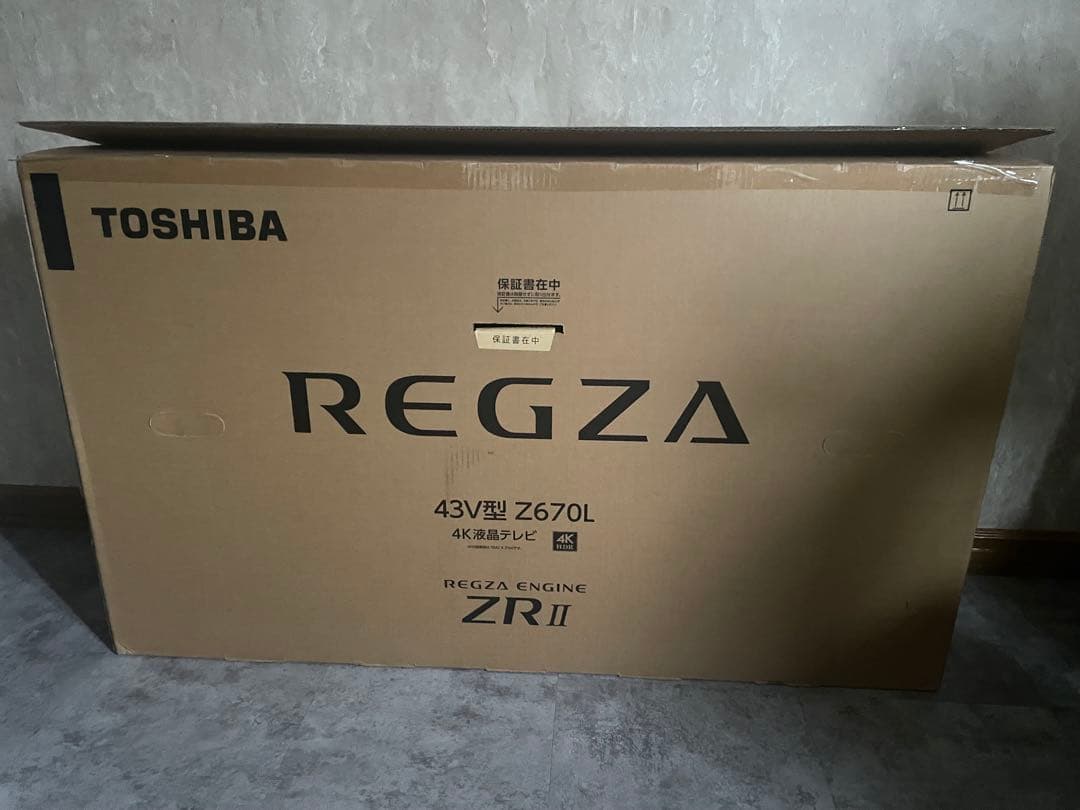 TOSHIBA
保証書在中
保証書在中
REGZA
43V型 Z670L
4K液晶テレビ 4K HDR
REGZA ENGINE
ZRII